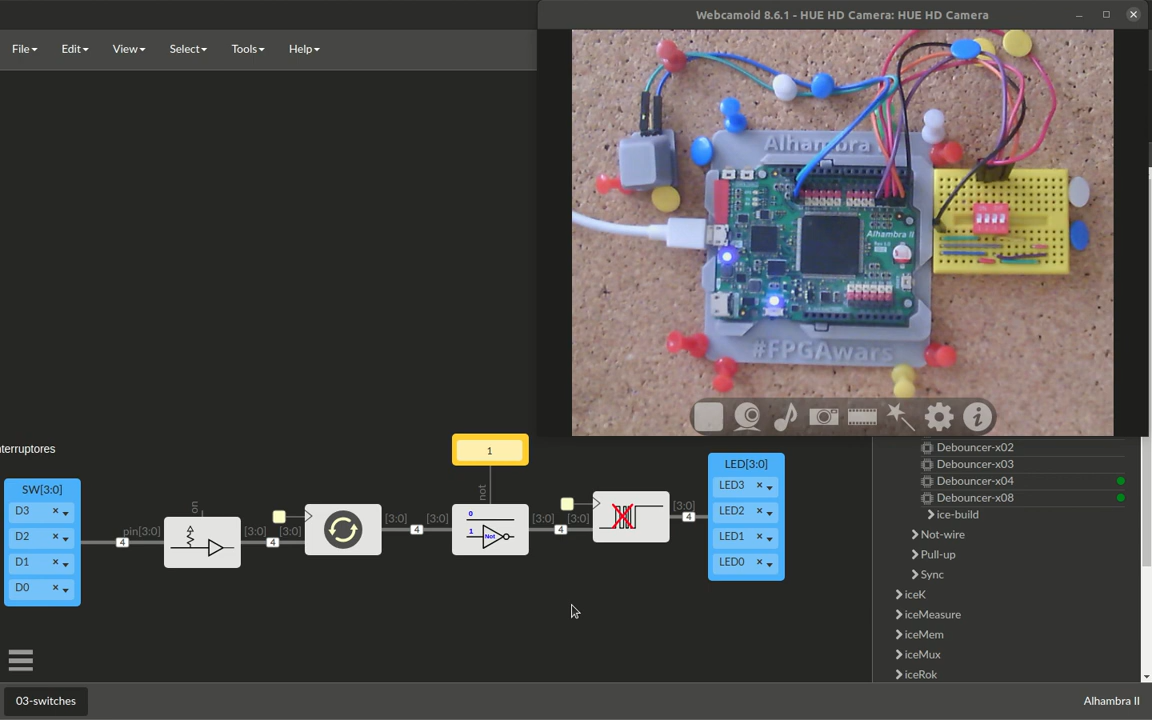 Webcamoid 8.6.1 - HUE HD Camera: HUE HD Camera
File Edit View Select Tools Help
Alhambra
Alhambra II
#FPGAwars
terruptores
SW[3:0]
D3
D2
D1
D0
pin[3:0]
4
on
[3:0]
4
[3:0]
[3:0]
4
[3:0]
1
not
0
1 Not
[3:0]
4
[3:0]
[3:0]
4
LED[3:0]
LED3
LED2
LED1
LED0
Debouncer-x02
Debouncer-x03
Debouncer-x04
Debouncer-x08
ice-build
Not-wire
Pull-up
Sync
iceK
iceMeasure
iceMem
iceMux
iceRok
03-switches
Alhambra II